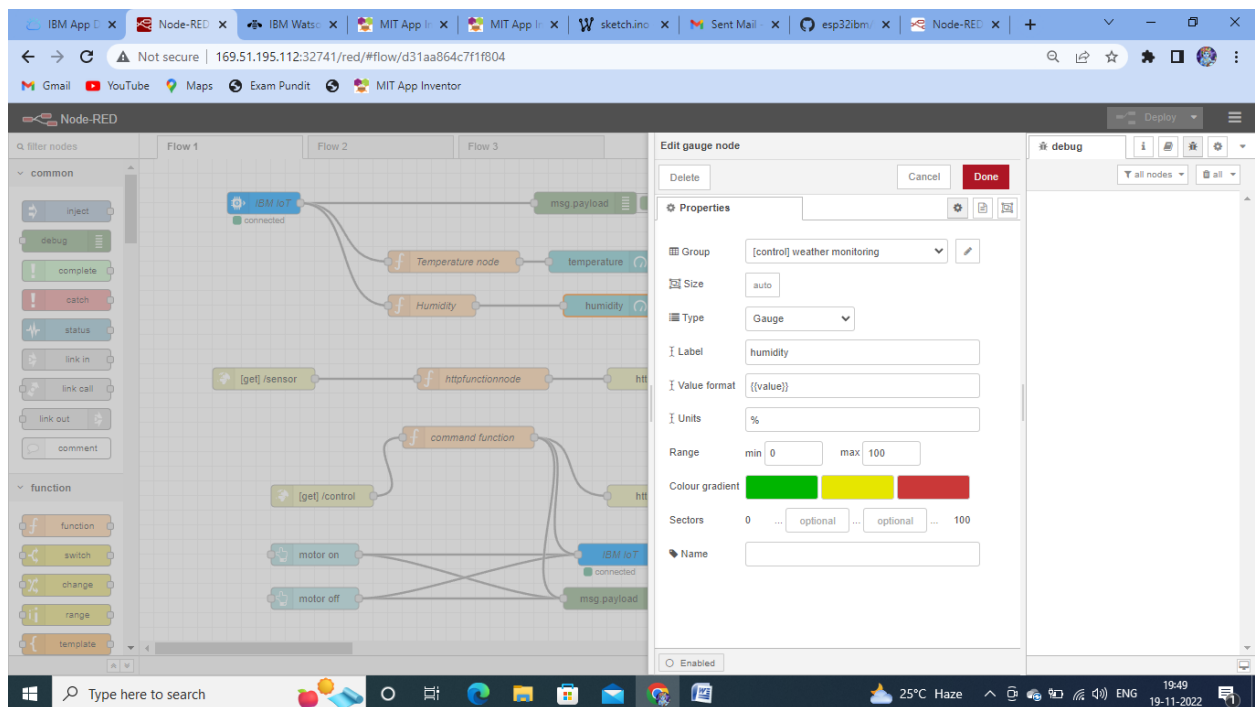 IBM App D
Node-RED
IBM Watso
MIT App In
MIT App In
sketch.ino
Sent Mail -
esp32ibm/
Node-RED
Not secure | 169.51.195.112:32741/red/#flow/d31aa864c7f1f804
Gmail YouTube Maps Exam Pundit MIT App Inventor
Node-RED Deploy
filter nodes
common
inject
debug
complete
catch
status
link in
link call
link out
comment
function
function
switch
change
range
template
Flow 1 Flow 2 Flow 3
IBM IoT
connected
msg.payload
Temperature node
temperature
Humidity
humidity
[get] /sensor
httpfunctionnode
htt
command function
[get] /control
htt
motor on
IBM IoT
connected
motor off
msg.payload
Edit gauge node
Delete Cancel Done
Properties
Group [control] weather monitoring
Size auto
Type Gauge
Label humidity
Value format {{value}}
Units %
Range min 0 max 100
Colour gradient
Sectors 0 ... optional ... optional ... 100
Name
Enabled
debug
all nodes all
Type here to search
25°C Haze ENG
19:49
19-11-2022
1